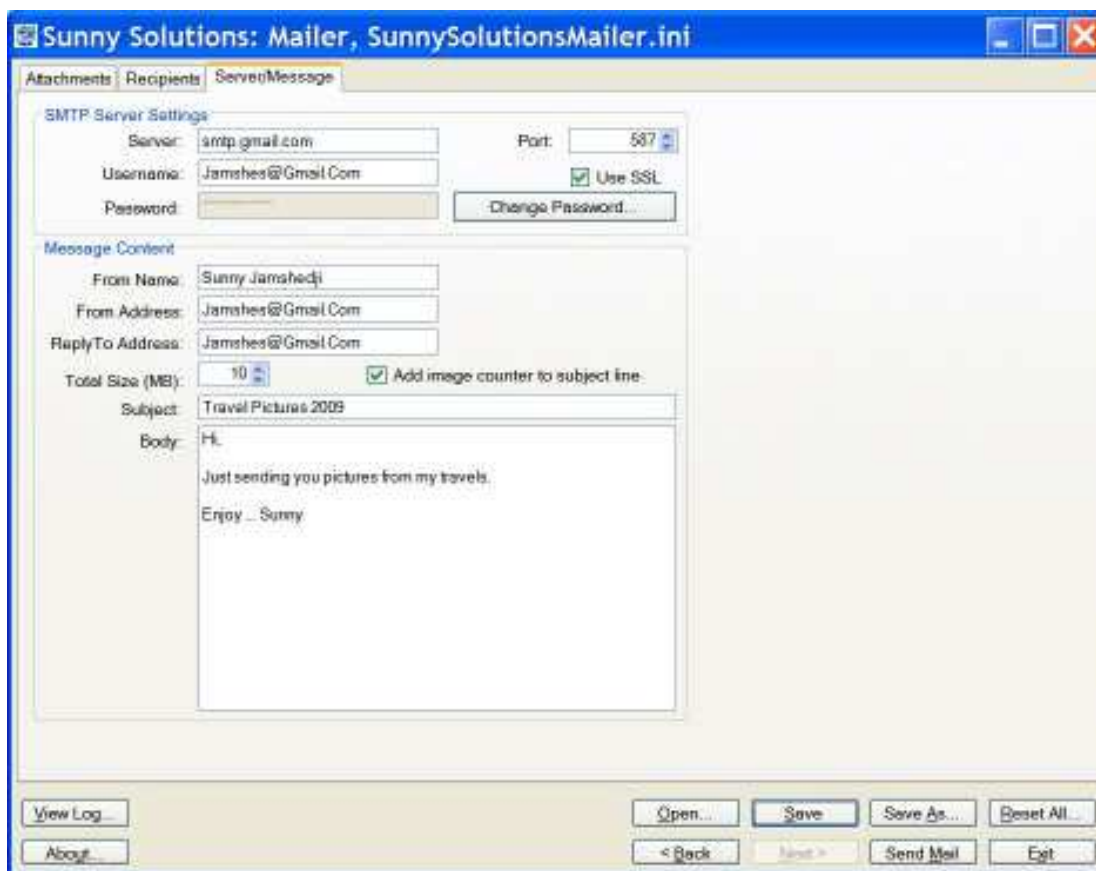 Sunny Solutions: Mailer, SunnySolutionsMailer.ini
Attachments Recipients Server/Message
SMTP Server Settings
Server: smtp.gmail.com Port: 587
Username: Jamshes@Gmail.Com Use SSL
Password: Change Password...
Message Content
From Name: Sunny Jamshedji
From Address: Jamshes@Gmail.Com
ReplyTo Address: Jamshes@Gmail.Com
Total Size (MB): 10 Add image counter to subject line
Subject: Travel Pictures 2009
Body: Hi,
Just sending you pictures from my travels.
Enjoy ... Sunny
View Log... Open... Save Save As... Reset All...
About... < Back Next > Send Mail Exit